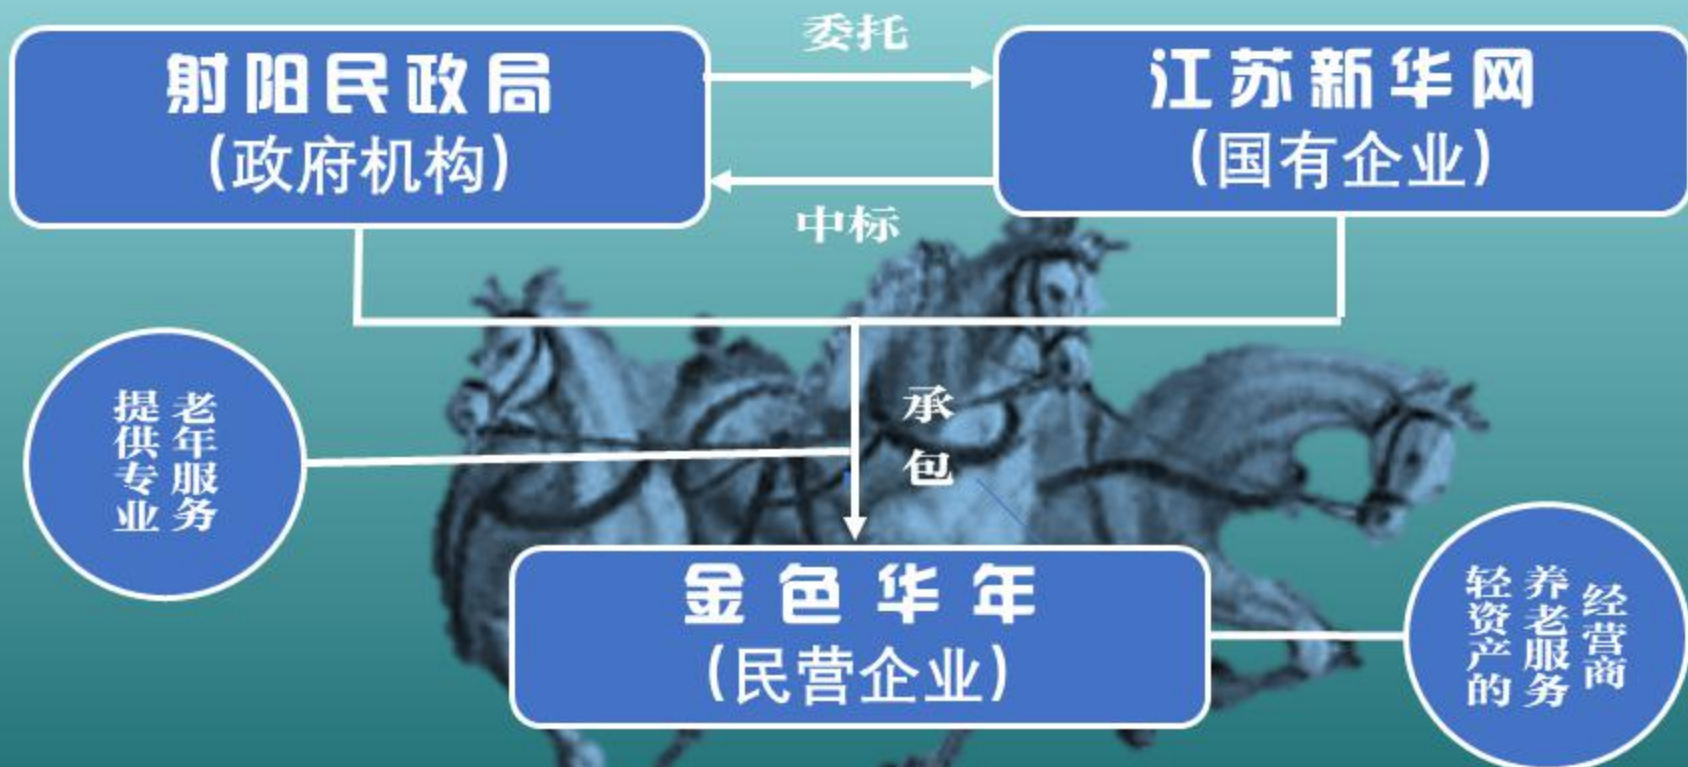 委托
射阳民政局
(政府机构)
江苏新华网
(国有企业)
中标
承
包
提供专业
老年服务
金色华年
(民营企业)
轻资产的
养老服务
经营商